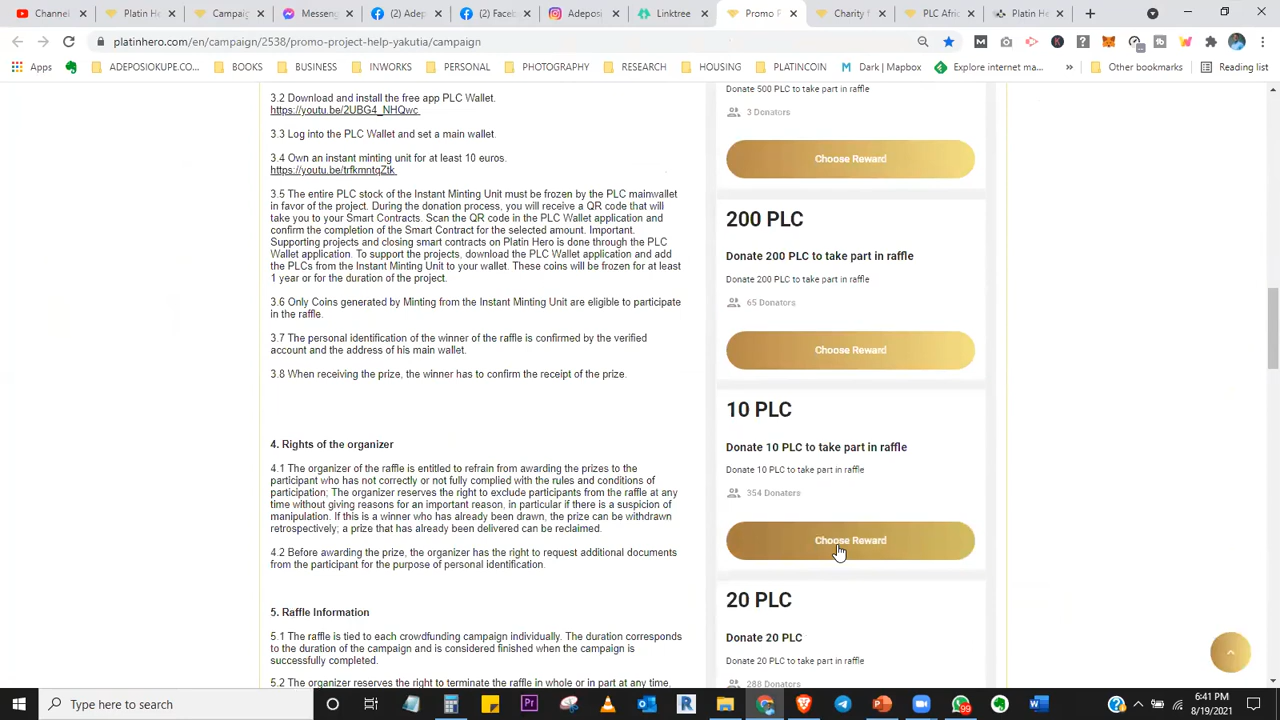 Channel
Platin He
Campaig
Messeng
(2) Adep
(2) Faceb
Adeposi
Linktree
Promo P
Charity f
PLC Afric
Platin He
platinhero.com/en/campaign/2538/promo-project-help-yakutia/campaign
Apps
ADEPOSIOKUPE.CO...
BOOKS
BUSINESS
INWORKS
PERSONAL
PHOTOGRAPHY
RESEARCH
HOUSING
PLATINCOIN
Dark | Mapbox
Explore internet ma...
»
Other bookmarks
Reading list
3.2 Download and install the free app PLC Wallet.
https://youtu.be/2UBG4_NHQwc
3.3 Log into the PLC Wallet and set a main wallet.
3.4 Own an instant minting unit for at least 10 euros.
https://youtu.be/trfkmntqZtk
3.5 The entire PLC stock of the Instant Minting Unit must be frozen by the PLC mainwallet
in favor of the project. During the donation process, you will receive a QR code that will
take you to your Smart Contracts. Scan the QR code in the PLC Wallet application and
confirm the completion of the Smart Contract for the selected amount. Important.
Supporting projects and closing smart contracts on Platin Hero is done through the PLC
Wallet application. To support the projects, download the PLC Wallet application and add
the PLCs from the Instant Minting Unit to your wallet. These coins will be frozen for at least
1 year or for the duration of the project.
3.6 Only Coins generated by Minting from the Instant Minting Unit are eligible to participate
in the raffle.
3.7 The personal identification of the winner of the raffle is confirmed by the verified
account and the address of his main wallet.
3.8 When receiving the prize, the winner has to confirm the receipt of the prize.
4. Rights of the organizer
4.1 The organizer of the raffle is entitled to refrain from awarding the prizes to the
participant who has not correctly or not fully complied with the rules and conditions of
participation; The organizer reserves the right to exclude participants from the raffle at any
time without giving reasons for an important reason, in particular if there is a suspicion of
manipulation. If this is a winner who has already been drawn, the prize can be withdrawn
retrospectively; a prize that has already been delivered can be reclaimed.
4.2 Before awarding the prize, the organizer has the right to request additional documents
from the participant for the purpose of personal identification.
5. Raffle Information
5.1 The raffle is tied to each crowdfunding campaign individually. The duration corresponds
to the duration of the campaign and is considered finished when the campaign is
successfully completed.
5.2 The organizer reserves the right to terminate the raffle in whole or in part at any time,
Donate 500 PLC to take part in raffle
3 Donators
Choose Reward
200 PLC
Donate 200 PLC to take part in raffle
Donate 200 PLC to take part in raffle
65 Donators
Choose Reward
10 PLC
Donate 10 PLC to take part in raffle
Donate 10 PLC to take part in raffle
354 Donators
Choose Reward
20 PLC
Donate 20 PLC
Donate 20 PLC to take part in raffle
288 Donators
Type here to search
99
6:41 PM
8/19/2021